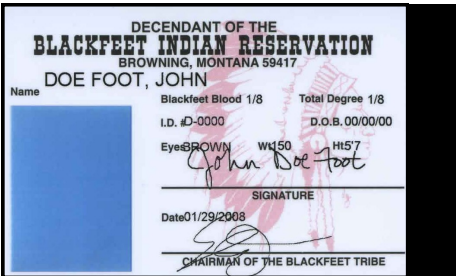 DECENDANT OF THE
BLACKFEET INDIAN RESERVATION
BROWNING, MONTANA 59417
DOE FOOT, JOHN
Name
Blackfeet Blood 1/8 Total Degree 1/8
I.D. #D-0000 D.O.B. 00/00/00
Eyes BROWN Wt150 Ht5'7
John Doe Foot
SIGNATURE
Date01/29/2008
CHAIRMAN OF THE BLACKFEET TRIBE